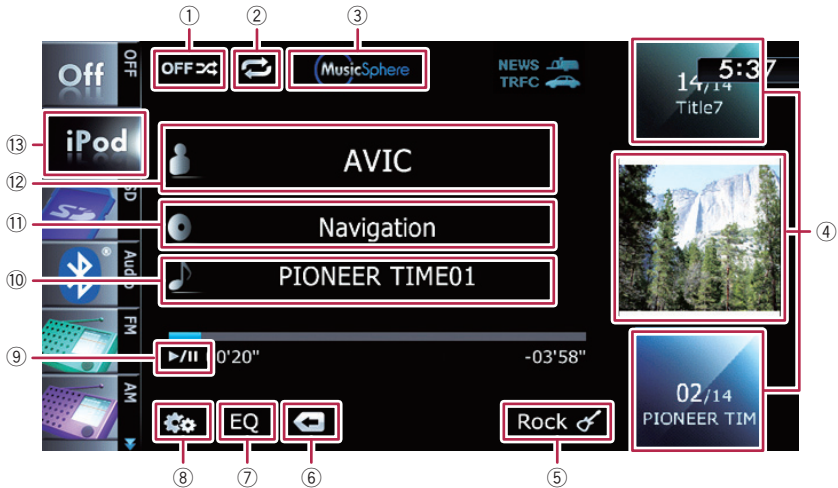 ① ② ③
Off OFF
OFF
MusicSphere
NEWS
TRFC
14/14
5:37
Title7
⑬ iPod
⑫ AVIC
SD
⑪ Navigation
④
Audio
⑩ PIONEER TIME01
FM
⑨ ►/II 0'20" -03'58"
AM
02/14
PIONEER TIM
EQ
Rock
⑧ ⑦ ⑥ ⑤